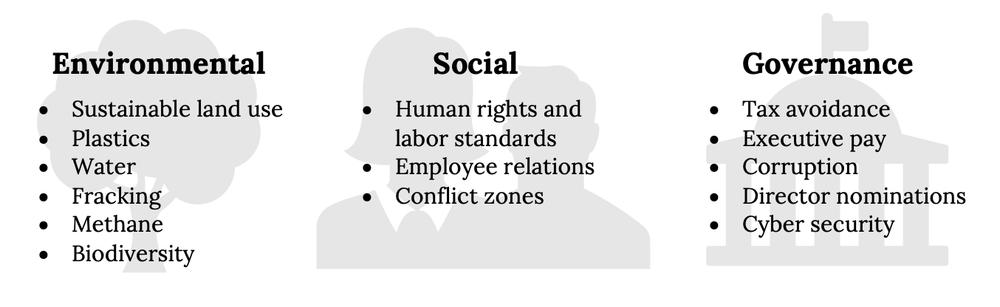 Environmental
• Sustainable land use
• Plastics
• Water
• Fracking
• Methane
• Biodiversity
Social
• Human rights and
labor standards
• Employee relations
• Conflict zones
Governance
• Tax avoidance
• Executive pay
• Corruption
• Director nominations
• Cyber security